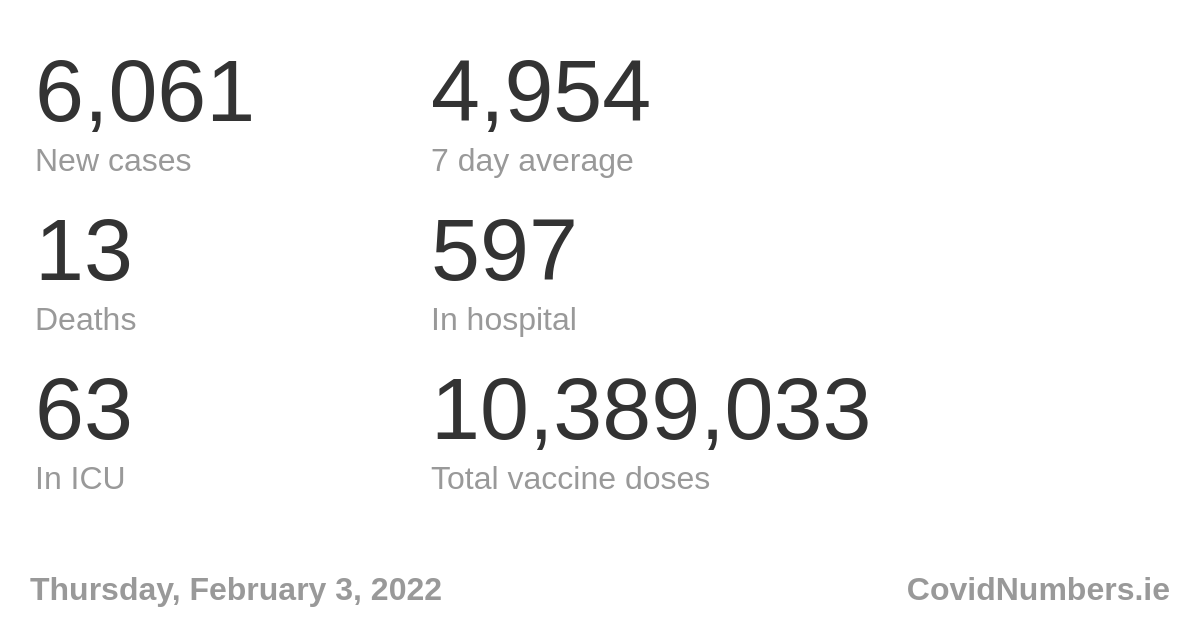 6,061 4,954
New cases 7 day average
13 597
Deaths In hospital
63 10,389,033
In ICU Total vaccine doses
Thursday, February 3, 2022 CovidNumbers.ie